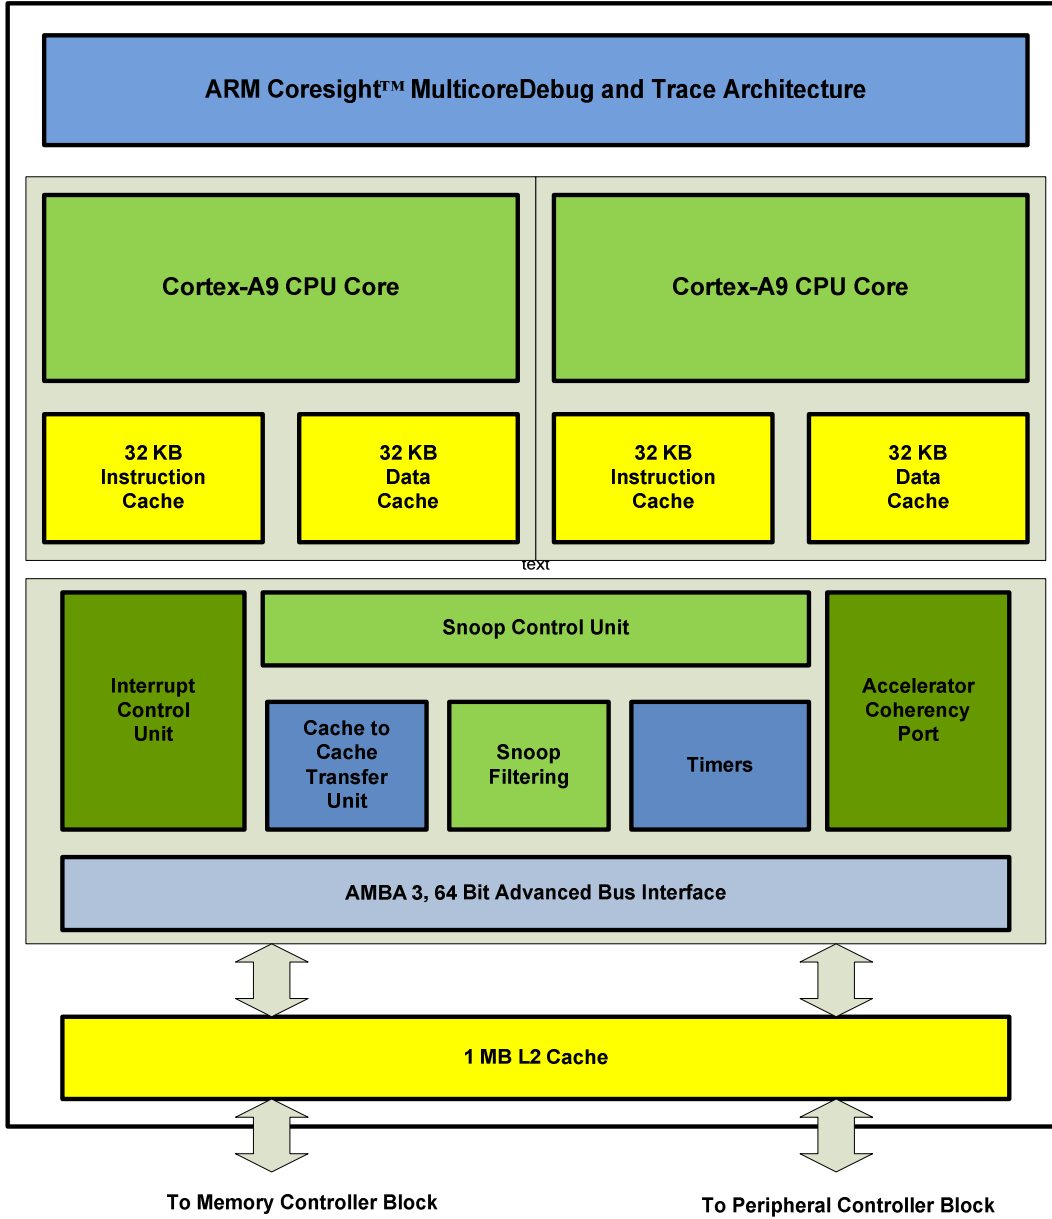 ARM Coresight™ MulticoreDebug and Trace Architecture
Cortex-A9 CPU Core
Cortex-A9 CPU Core
32 KB
Instruction
Cache
32 KB
Data
Cache
32 KB
Instruction
Cache
32 KB
Data
Cache
text
Interrupt
Control
Unit
Snoop Control Unit
Cache to
Cache
Transfer
Unit
Snoop
Filtering
Timers
Accelerator
Coherency
Port
AMBA 3, 64 Bit Advanced Bus Interface
1 MB L2 Cache
To Memory Controller Block
To Peripheral Controller Block